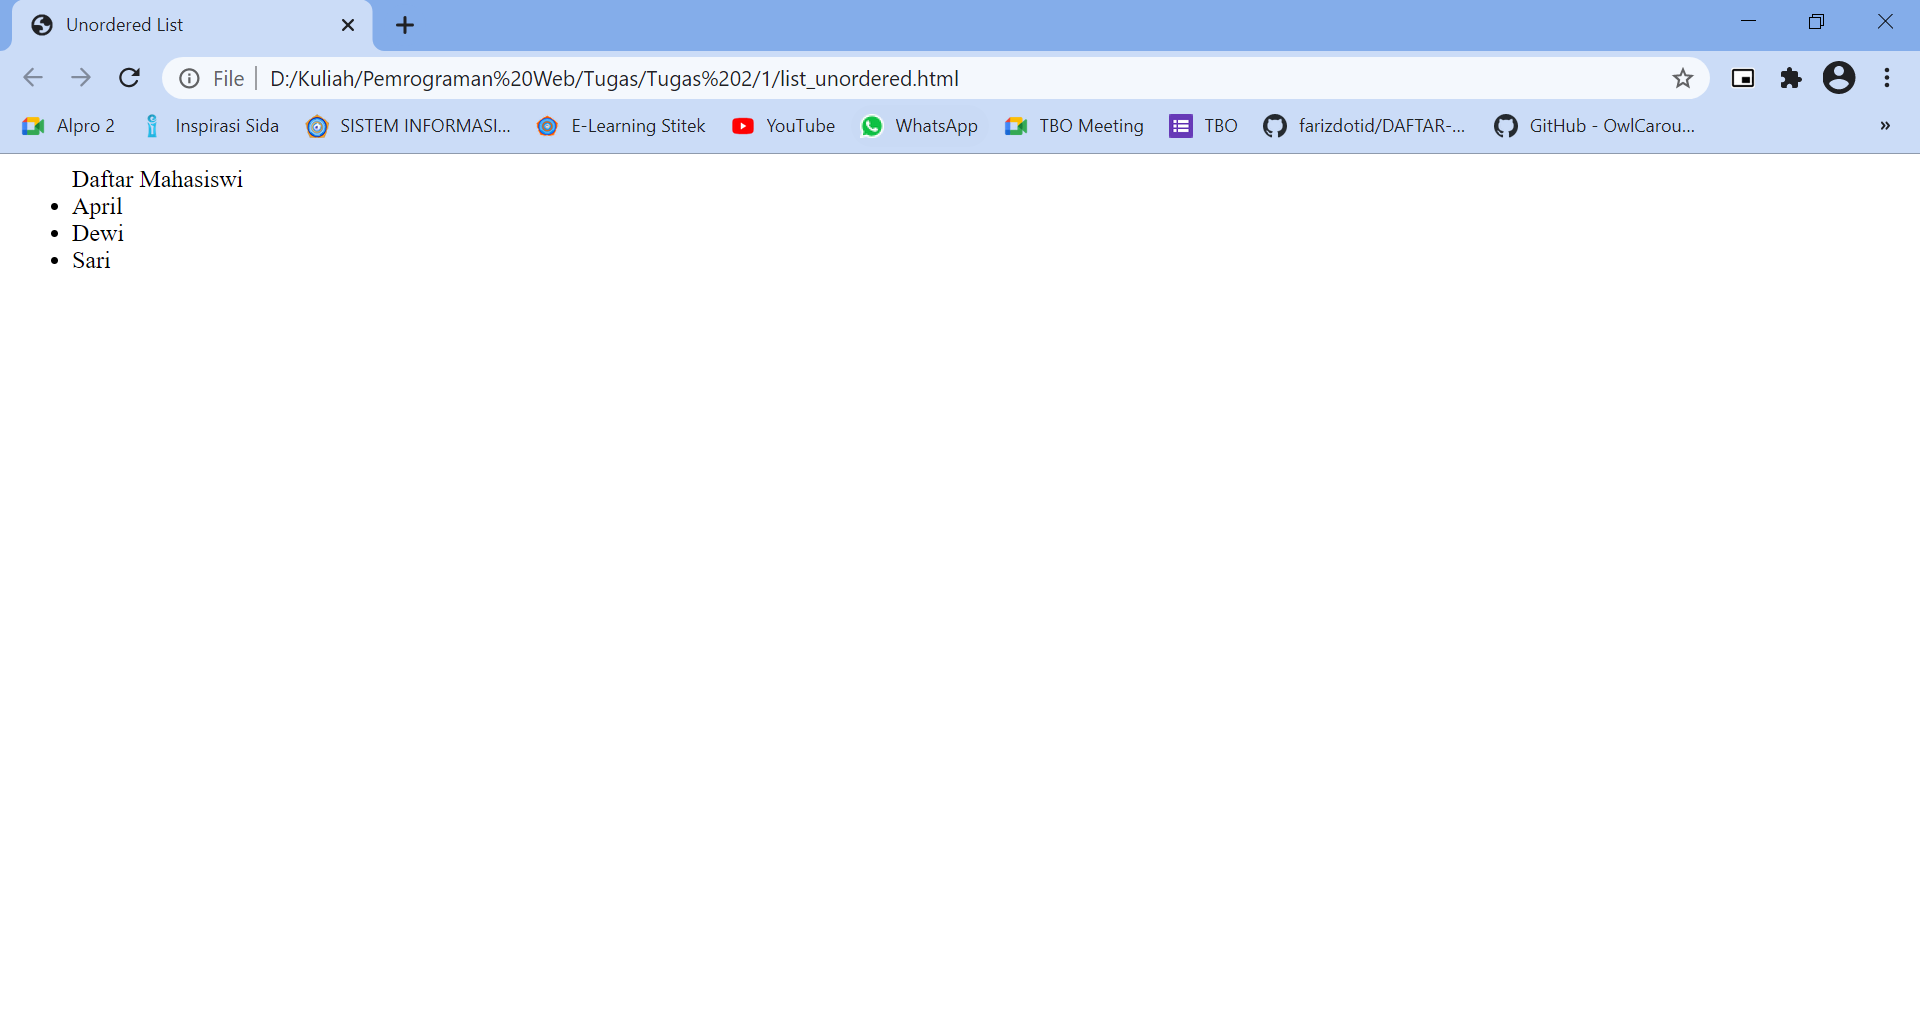 Unordered List
File D:/Kuliah/Pemrograman%20Web/Tugas/Tugas%202/1/list_unordered.html
Alpro 2 Inspirasi Sida SISTEM INFORMASI... E-Learning Stitek YouTube WhatsApp TBO Meeting TBO farizdotid/DAFTAR-... GitHub - OwlCarou... »
Daftar Mahasiswi
• April
• Dewi
• Sari